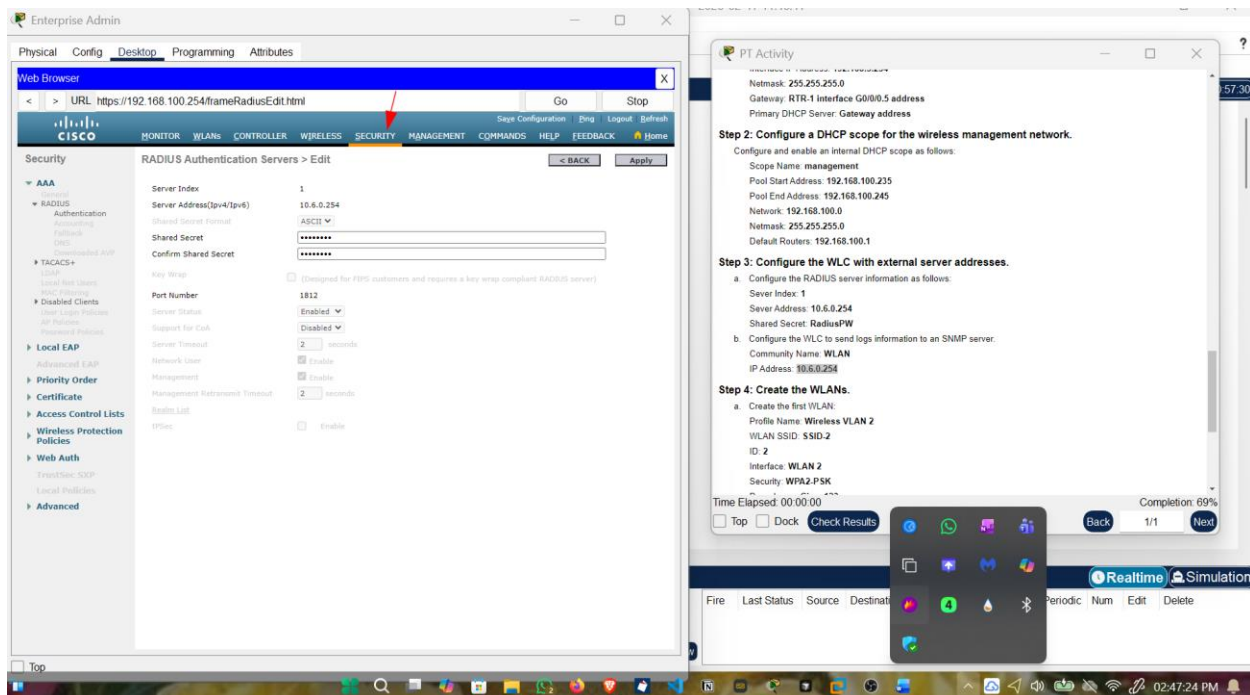 Enterprise Admin
Physical Config Desktop Programming Attributes
Web Browser
X
< > URL https://192.168.100.254/frameRadiusEdit.html Go Stop
Save Configuration Ping Logout Refresh
CISCO
MONITOR WLANs CONTROLLER WIRELESS SECURITY MANAGEMENT COMMANDS HELP FEEDBACK Home
Security
RADIUS Authentication Servers > Edit
< BACK Apply
AAA
General
RADIUS
Authentication
Accounting
Fallback
DNS
Downloaded AVP
TACACS+
LDAP
Local Net Users
MAC Filtering
Disabled Clients
User Login Policies
AP Policies
Password Policies
Local EAP
Advanced EAP
Priority Order
Certificate
Access Control Lists
Wireless Protection
Policies
Web Auth
TrustSec SXP
Local Policies
Advanced
Server Index 1
Server Address(Ipv4/Ipv6) 10.6.0.254
Shared Secret Format ASCII
Shared Secret ••••••••
Confirm Shared Secret ••••••••
Key Wrap (Designed for FIPS customers and requires a key wrap compliant RADIUS server)
Port Number 1812
Server Status Enabled
Support for CoA Disabled
Server Timeout 2 seconds
Network User Enable
Management Enable
Management Retransmit Timeout 2 seconds
Realm List
IPSec Enable
Top
PT Activity
?
57:30
Netmask: 255.255.255.0
Gateway: RTR-1 interface G0/0/0.5 address
Primary DHCP Server: Gateway address
Step 2: Configure a DHCP scope for the wireless management network.
Configure and enable an internal DHCP scope as follows:
Scope Name: management
Pool Start Address: 192.168.100.235
Pool End Address: 192.168.100.245
Network: 192.168.100.0
Netmask: 255.255.255.0
Default Routers: 192.168.100.1
Step 3: Configure the WLC with external server addresses.
a. Configure the RADIUS server information as follows:
Sever Index: 1
Sever Address: 10.6.0.254
Shared Secret: RadiusPW
b. Configure the WLC to send logs information to an SNMP server.
Community Name: WLAN
IP Address: 10.6.0.254
Step 4: Create the WLANs.
a. Create the first WLAN:
Profile Name: Wireless VLAN 2
WLAN SSID: SSID-2
ID: 2
Interface: WLAN 2
Security: WPA2-PSK
Time Elapsed: 00:00:00 Completion: 69%
Top Dock Check Results Back 1/1 Next
Realtime Simulation
Fire Last Status Source Destinati Periodic Num Edit Delete
02:47:24 PM